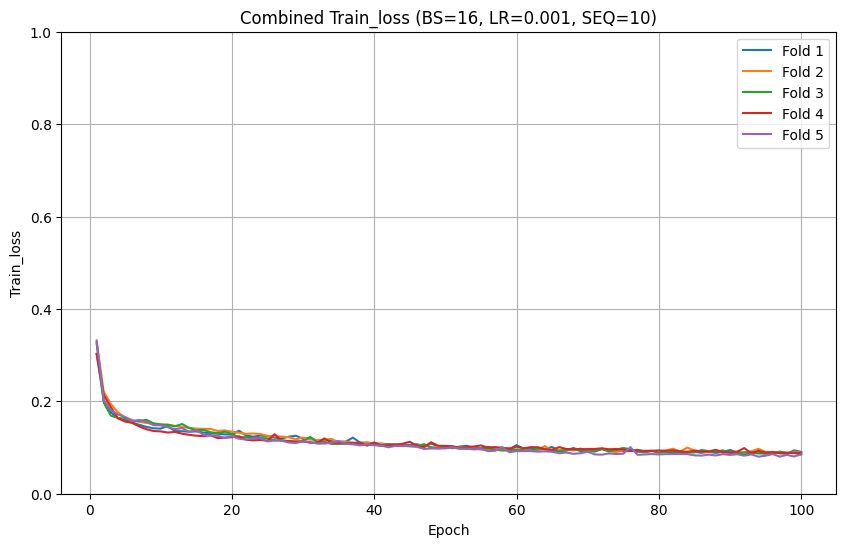 Combined Train_loss (BS=16, LR=0.001, SEQ=10)
1.0
0.8
0.6
0.4
0.2
0.0
Train_loss
Fold 1
Fold 2
Fold 3
Fold 4
Fold 5
0
20
40
60
80
100
Epoch